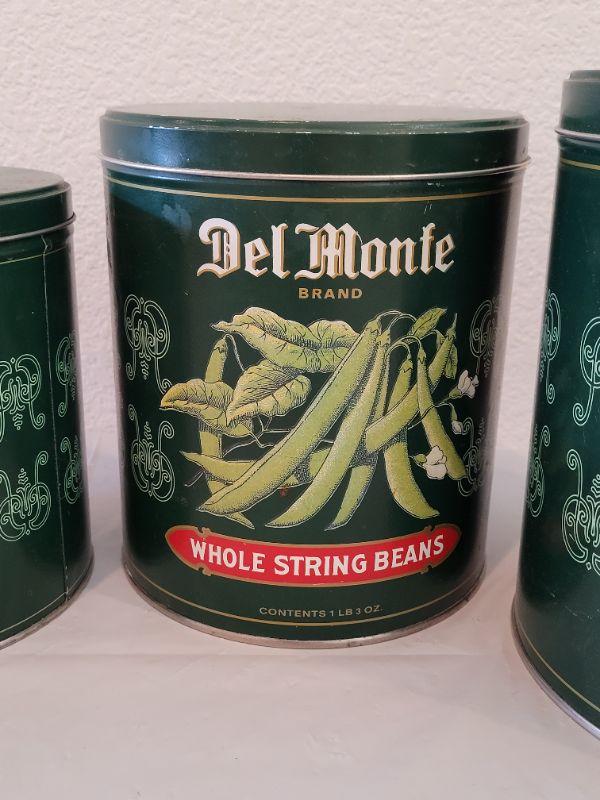 Del Monte
BRAND
WHOLE STRING BEANS
CONTENTS 1 LB 3 OZ.